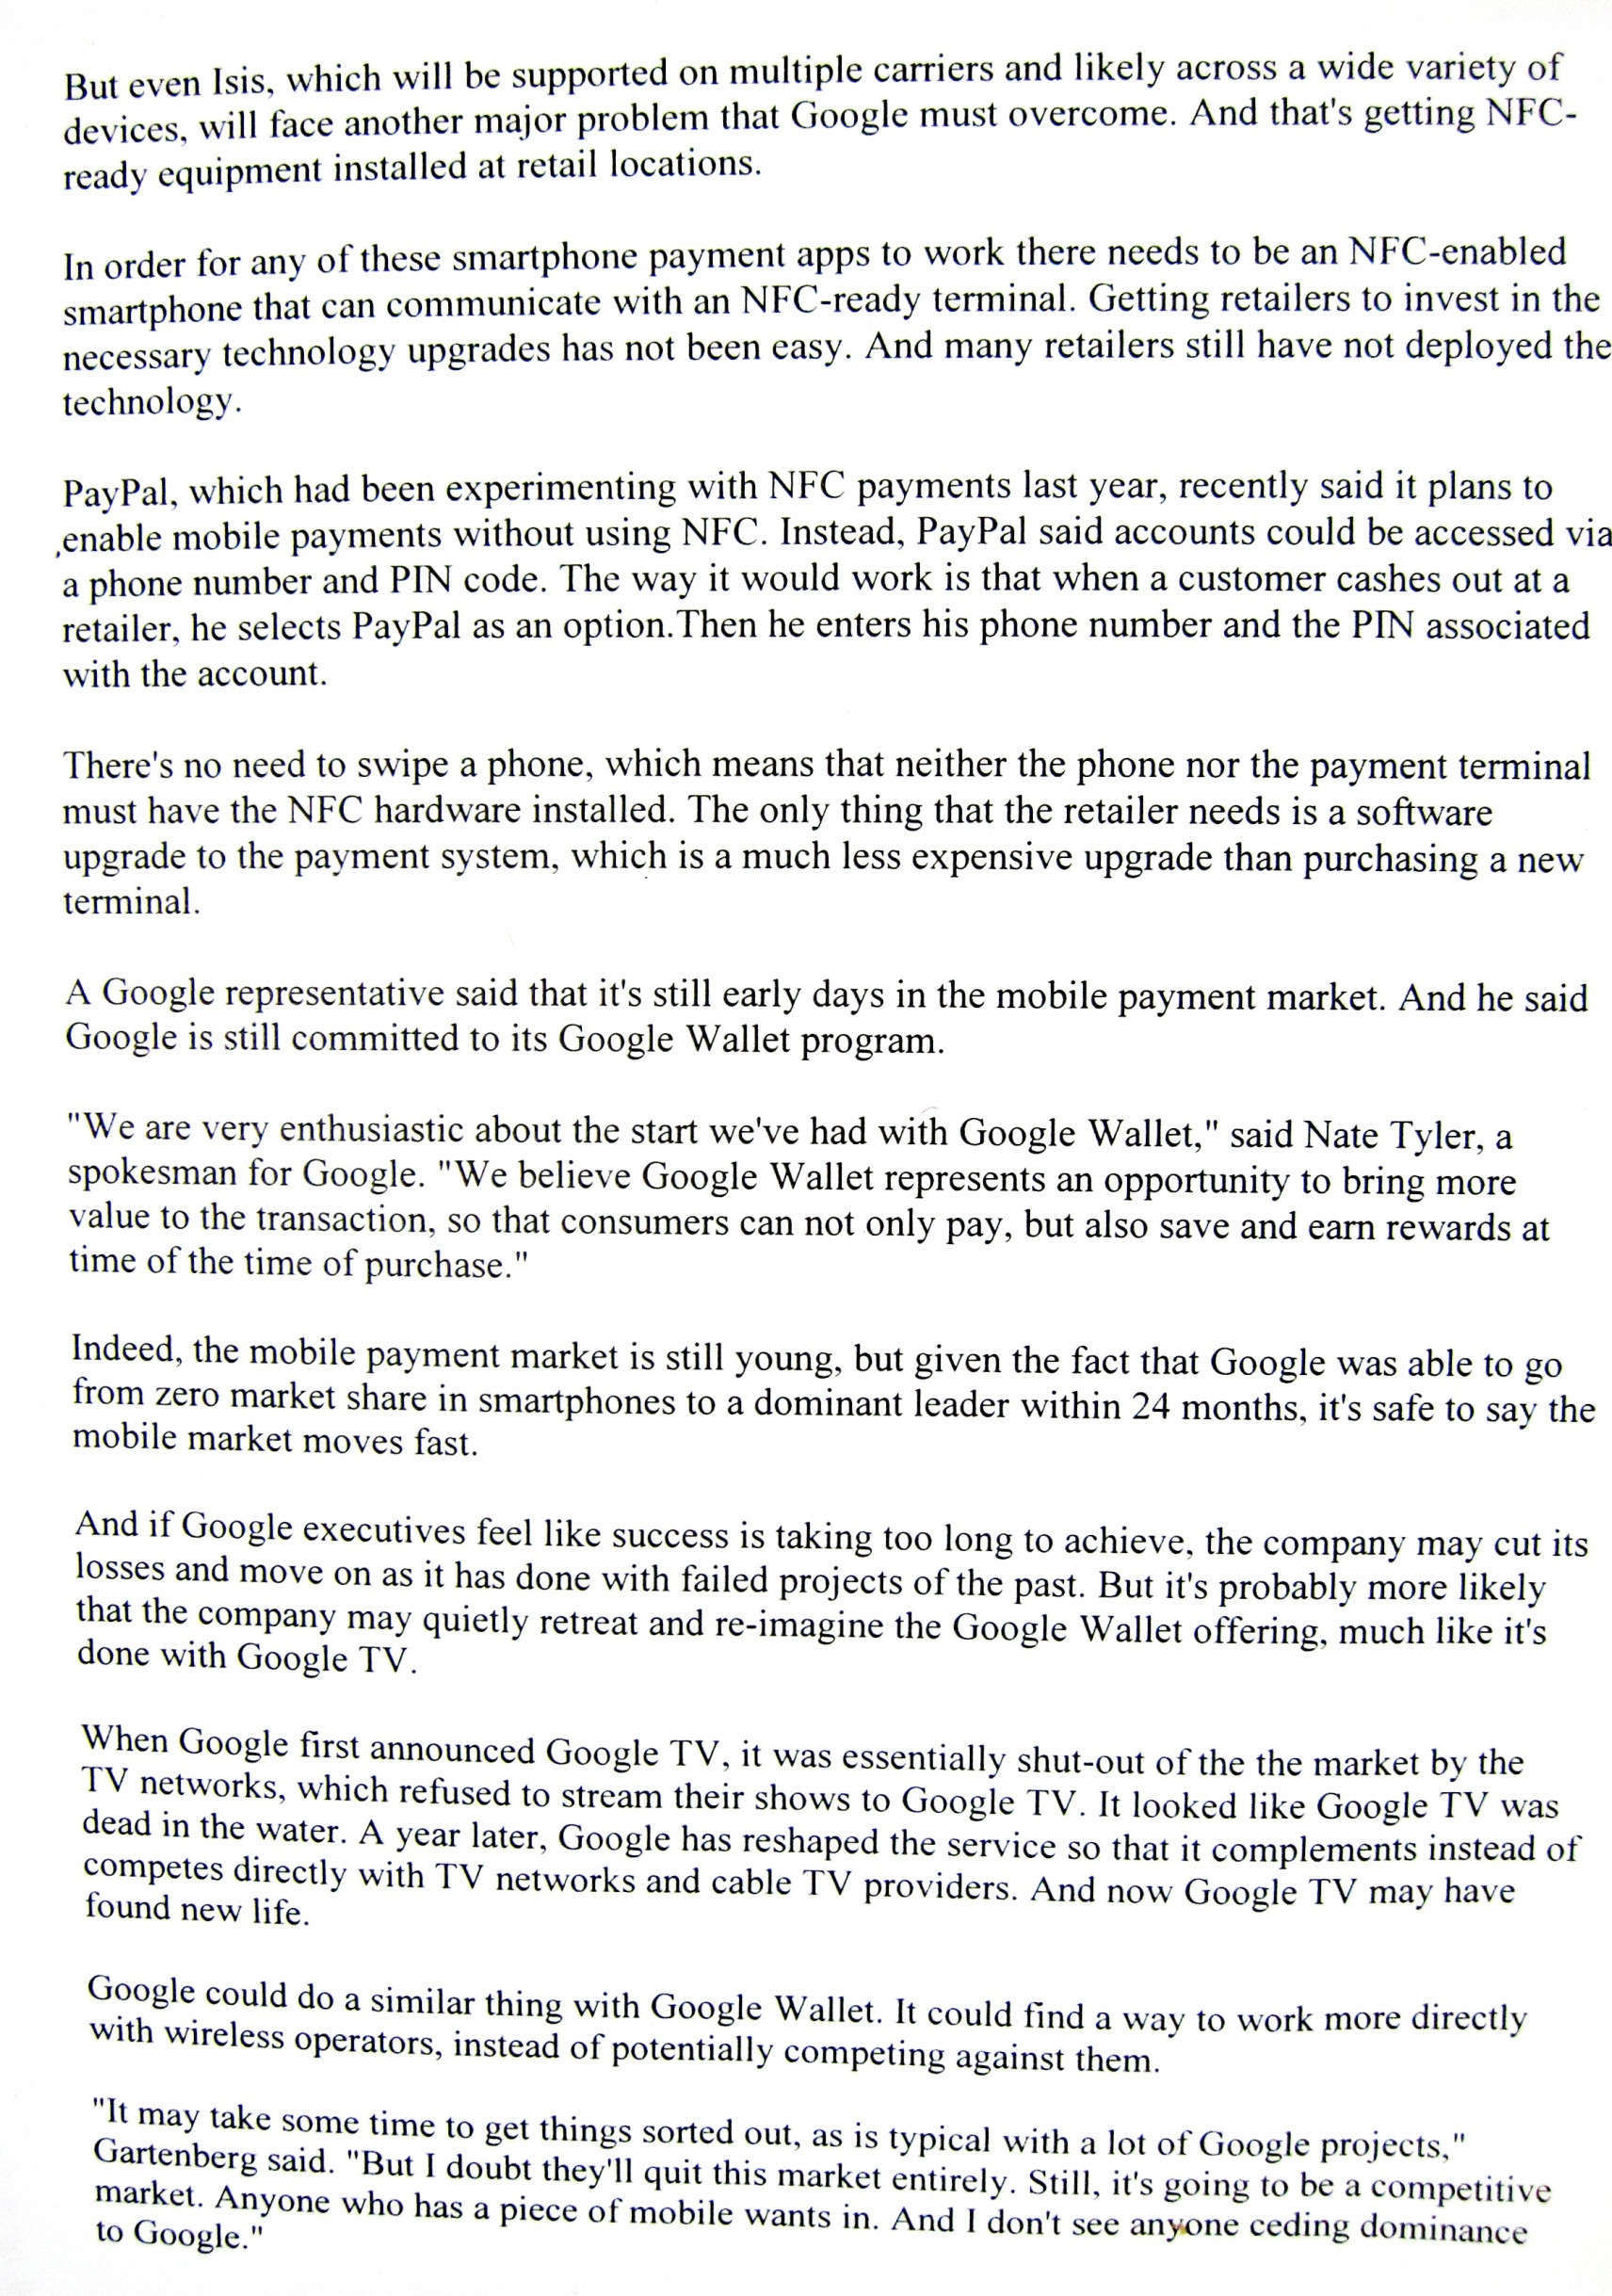 But even Isis, which will be supported on multiple carriers and likely across a wide variety of
devices, will face another major problem that Google must overcome. And that's getting NFC-
ready equipment installed at retail locations.
In order for any of these smartphone payment apps to work there needs to be an NFC-enabled
smartphone that can communicate with an NFC-ready terminal. Getting retailers to invest in the
necessary technology upgrades has not been easy. And many retailers still have not deployed the
technology.
PayPal, which had been experimenting with NFC payments last year, recently said it plans to
enable mobile payments without using NFC. Instead, PayPal said accounts could be accessed via
a phone number and PIN code. The way it would work is that when a customer cashes out at a
retailer, he selects PayPal as an option.Then he enters his phone number and the PIN associated
with the account.
There's no need to swipe a phone, which means that neither the phone nor the payment terminal
must have the NFC hardware installed. The only thing that the retailer needs is a software
upgrade to the payment system, which is a much less expensive upgrade than purchasing a new
terminal.
A Google representative said that it's still early days in the mobile payment market. And he said
Google is still committed to its Google Wallet program.
"We are very enthusiastic about the start we've had with Google Wallet," said Nate Tyler, a
spokesman for Google. "We believe Google Wallet represents an opportunity to bring more
value to the transaction, so that consumers can not only pay, but also save and earn rewards at
time of the time of purchase."
Indeed, the mobile payment market is still young, but given the fact that Google was able to go
from zero market share in smartphones to a dominant leader within 24 months, it's safe to say the
mobile market moves fast.
And if Google executives feel like success is taking too long to achieve, the company may cut its
losses and move on as it has done with failed projects of the past. But it's probably more likely
that the company may quietly retreat and re-imagine the Google Wallet offering, much like it's
done with Google TV.
When Google first announced Google TV, it was essentially shut-out of the the market by the
TV networks, which refused to stream their shows to Google TV. It looked like Google TV was
dead in the water. A year later, Google has reshaped the service so that it complements instead of
competes directly with TV networks and cable TV providers. And now Google TV may have
found new life.
Google could do a similar thing with Google Wallet. It could find a way to work more directly
with wireless operators, instead of potentially competing against them.
"It may take some time to get things sorted out, as is typical with a lot of Google projects,"
Gartenberg said. "But I doubt they'll quit this market entirely. Still, it's going to be a competitive
market. Anyone who has a piece of mobile wants in. And I don't see anyone ceding dominance
to Google."